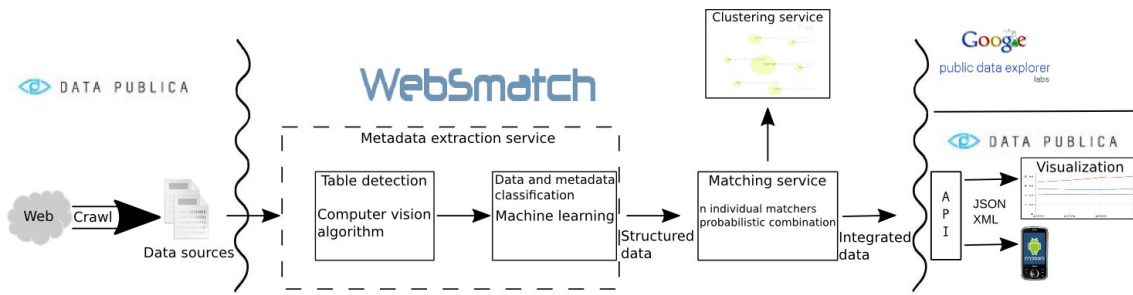 DATA PUBLICA
Web
Crawl
Data sources
WebSmatch
Metadata extraction service
Table detection
Computer vision
algorithm
Data and metadata
classification
Machine learning
Structured
data
Clustering service
Matching service
n individual matchers
probabilistic combination
Integrated
data
Google
public data explorer
labs
DATA PUBLICA
API
JSON
XML
Visualization